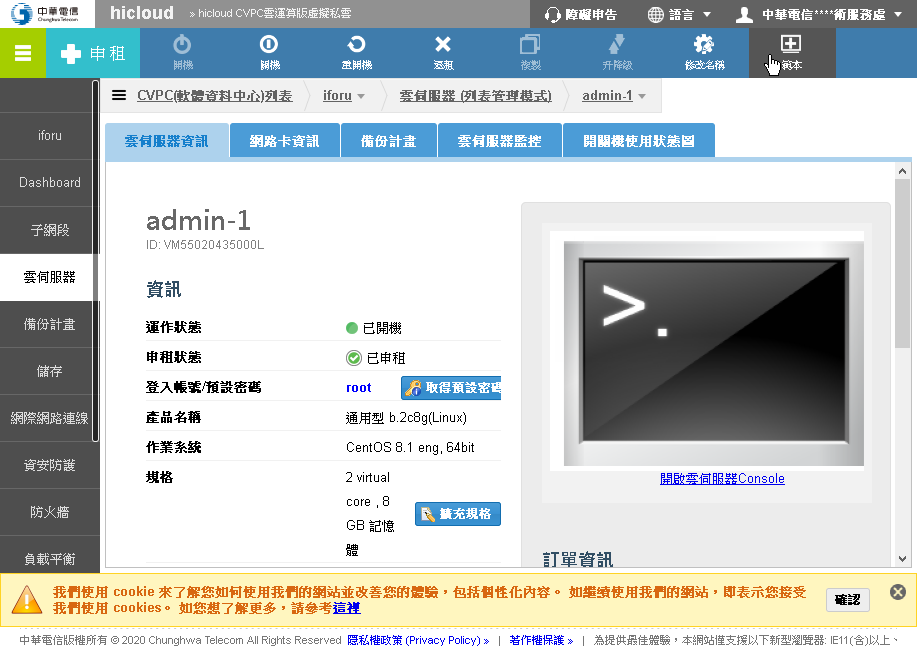 中華電信
Chunghwa Telecom
hicloud
» hicloud CVPC雲運算版虛擬私雲
障礙申告
語言
中華電信****術服務處
申租
開機
關機
重開機
退租
複製
升降級
修改名稱
範本
CVPC(軟體資料中心)列表
iforu
雲伺服器 (列表管理模式)
admin-1
iforu
Dashboard
子網段
雲伺服器
備份計畫
儲存
網際網路連線
資安防護
防火牆
負載平衡
雲伺服器資訊
網路卡資訊
備份計畫
雲伺服器監控
開關機使用狀態圖
admin-1
ID: VM55020435000L
資訊
運作狀態
已開機
申租狀態
已申租
登入帳號/預設密碼
root
取得預設密碼
產品名稱
通用型 b.2c8g(Linux)
作業系統
CentOS 8.1 eng, 64bit
規格
2 virtual
core , 8
GB 記憶
體
擴充規格
>.
開啟雲伺服器Console
訂單資訊
我們使用 cookie 來了解您如何使用我們的網站並改善您的體驗，包括個性化內容。 如繼續使用我們的網站，即表示您接受
我們使用 cookies。 如您想了解更多，請參考這裡
確認
中華電信版權所有 © 2020 Chunghwa Telecom All Rights Reserved 隱私權政策 (Privacy Policy) » | 著作權保護 » | 為提供最佳體驗，本網站僅支援以下新型瀏覽器: IE11(含)以上、